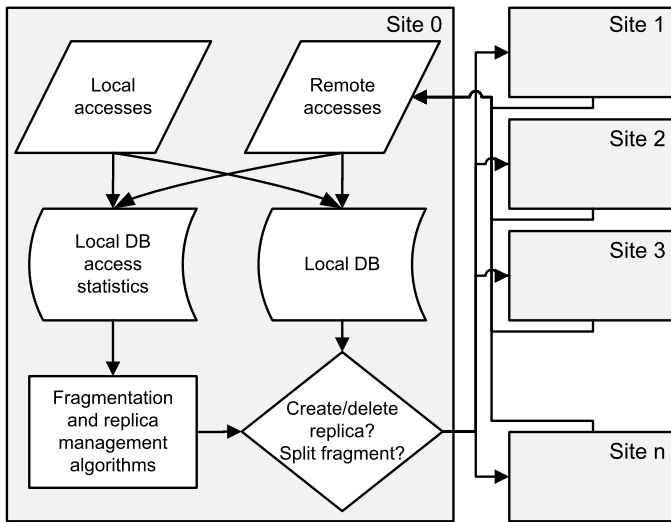 Site 0
Local
accesses
Remote
accesses
Local DB
access
statistics
Local DB
Fragmentation
and replica
management
algorithms
Create/delete
replica?
Split fragment?
Site 1
Site 2
Site 3
Site n